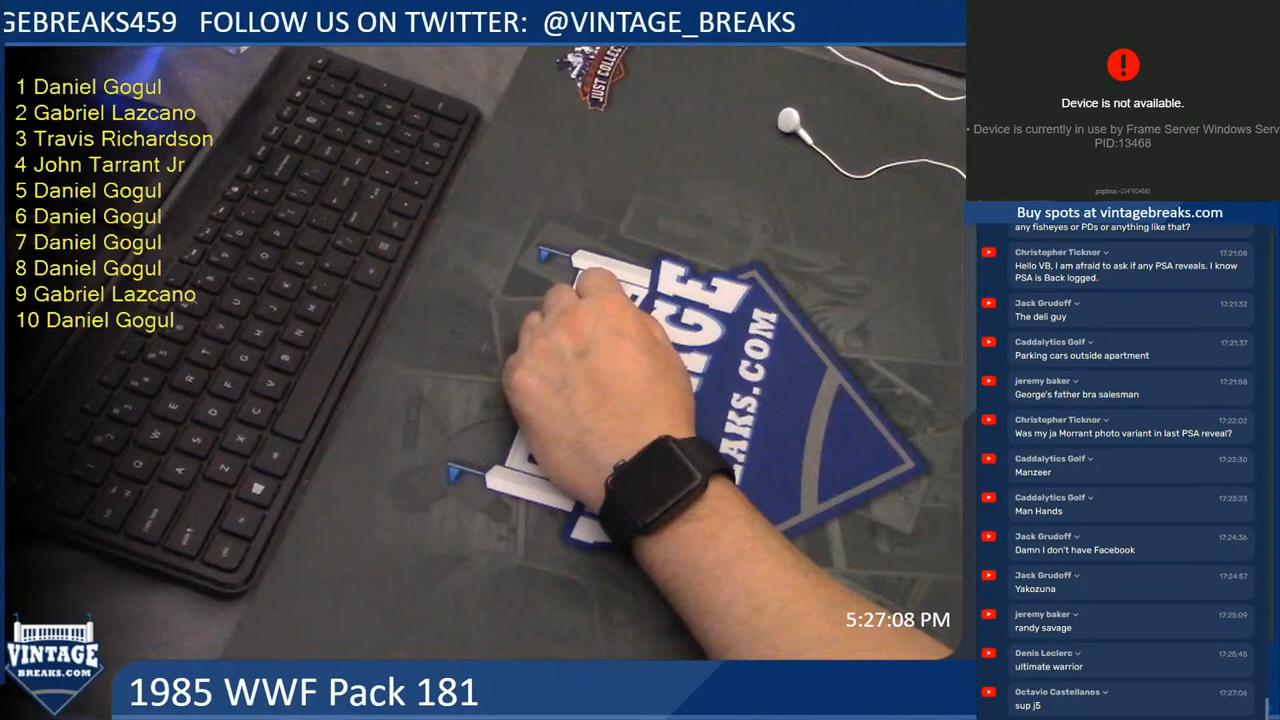 GEBREAKS459 FOLLOW US ON TWITTER: @VINTAGE_BREAKS
1 Daniel Gogul
2 Gabriel Lazcano
3 Travis Richardson
4 John Tarrant Jr
5 Daniel Gogul
6 Daniel Gogul
7 Daniel Gogul
8 Daniel Gogul
9 Gabriel Lazcano
10 Daniel Gogul
JUST COLLEC
AGE
EAKS.COM
5:27:08 PM
VINTAGE
BREAKS.COM
1985 WWF Pack 181
Device is not available.
• Device is currently in use by Frame Server Windows Serv
PID:13468
Buy spots at vintagebreaks.com
any fisheyes or PDs or anything like that?
Christopher Ticknor 17:21:08
Hello VB, I am afraid to ask if any PSA reveals. I know
PSA is Back logged.
Jack Grudoff 17:21:32
The deli guy
Caddalytics Golf 17:21:37
Parking cars outside apartment
jeremy baker 17:21:58
George's father bra salesman
Christopher Ticknor 17:22:02
Was my ja Morrant photo variant in last PSA reveal?
Caddalytics Golf 17:22:30
Manzeer
Caddalytics Golf 17:23:23
Man Hands
Jack Grudoff 17:24:36
Damn I don't have Facebook
Jack Grudoff 17:24:57
Yakozuna
jeremy baker 17:25:09
randy savage
Denis Leclerc 17:25:45
ultimate warrior
Octavio Castellanos 17:27:06
sup j5